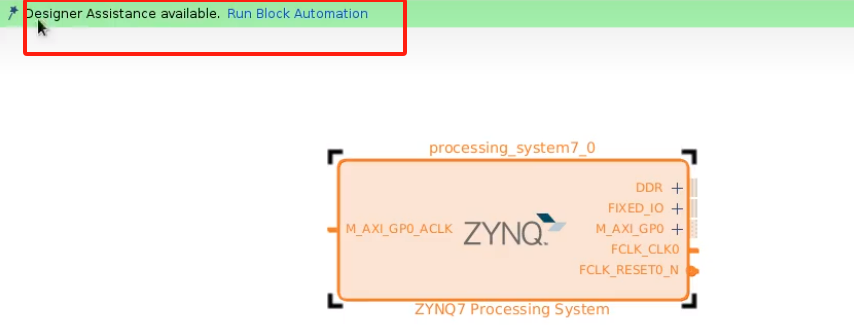 Designer Assistance available. Run Block Automation
processing_system7_0
DDR
FIXED_IO
M_AXI_GP0_ACLK ZYNQ. M_AXI_GP0
FCLK_CLK0
FCLK_RESET0_N
ZYNQ7 Processing System